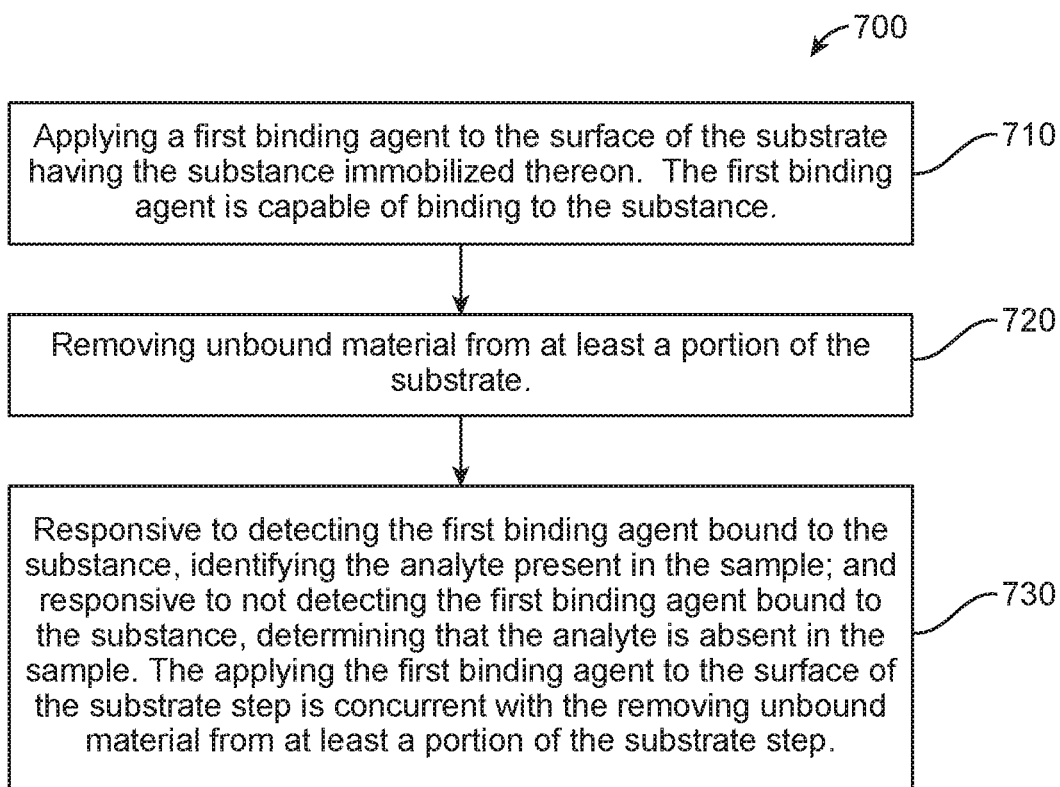 700
Applying a first binding agent to the surface of the substrate
having the substance immobilized thereon. The first binding
agent is capable of binding to the substance.
710
Removing unbound material from at least a portion of the
substrate.
720
Responsive to detecting the first binding agent bound to the
substance, identifying the analyte present in the sample; and
responsive to not detecting the first binding agent bound to
the substance, determining that the analyte is absent in the
sample. The applying the first binding agent to the surface of
the substrate step is concurrent with the removing unbound
material from at least a portion of the substrate step.
730